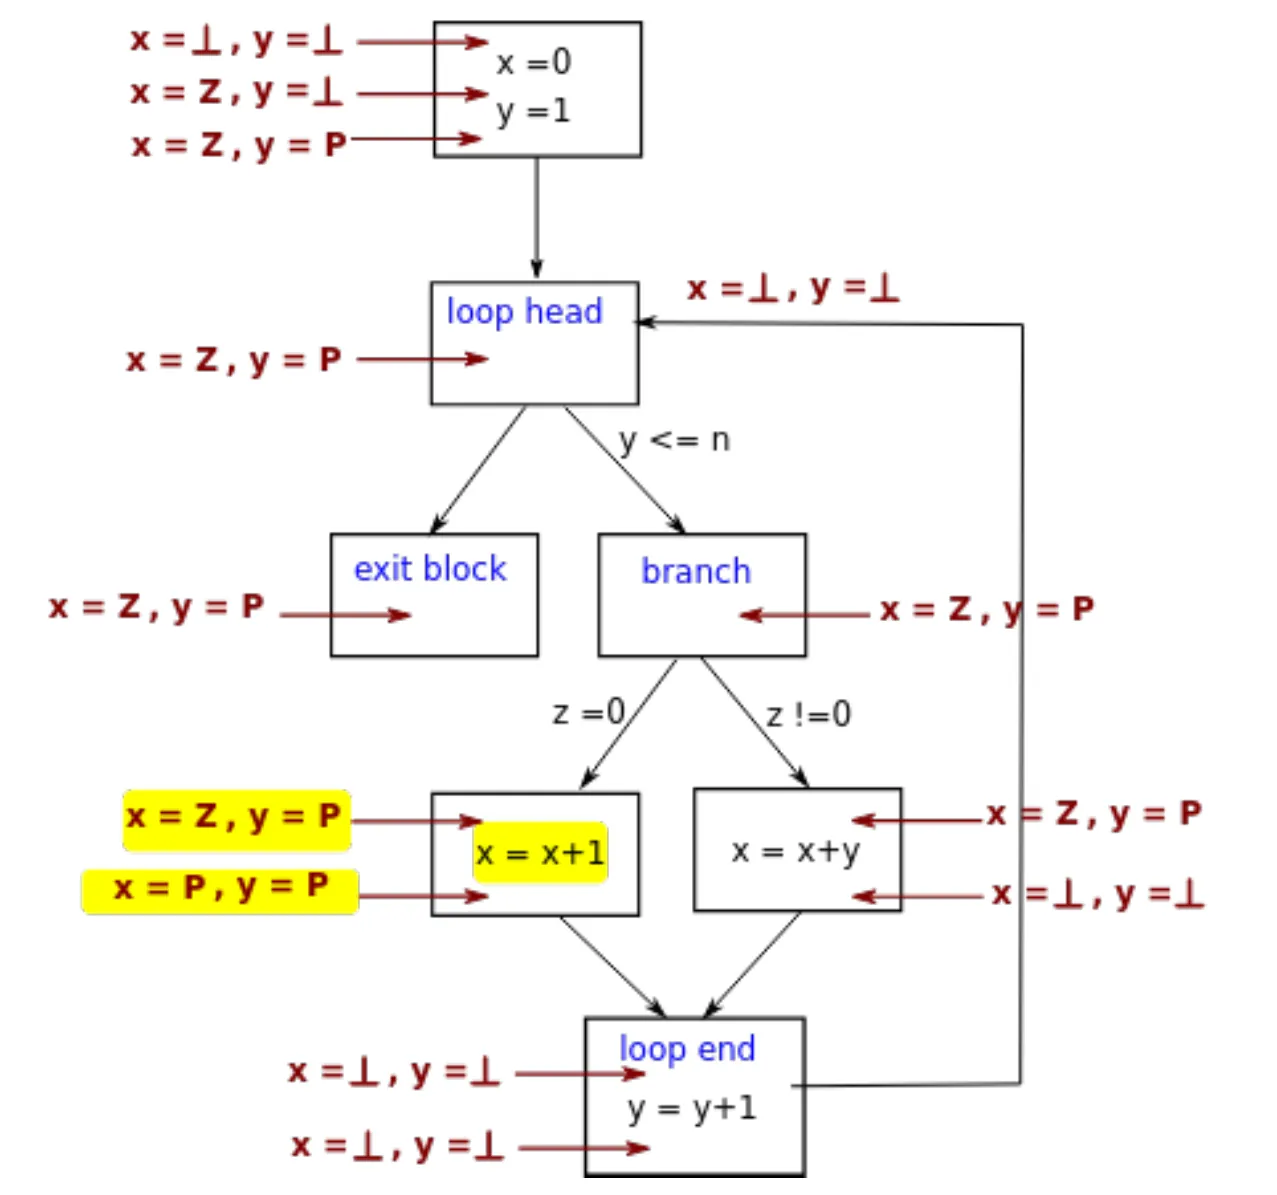 x =⊥, y =⊥
x =0
x = Z, y =⊥
y =1
x = Z, y = P
x =⊥, y =⊥
loop head
x = Z, y = P
y <= n
exit block
branch
x = Z, y = P
x = Z, y = P
z =0
z !=0
x = Z, y = P
x = Z, y = P
x = x+1
x = x+y
x = P, y = P
x =⊥, y =⊥
loop end
x =⊥, y =⊥
y = y+1
x =⊥, y =⊥